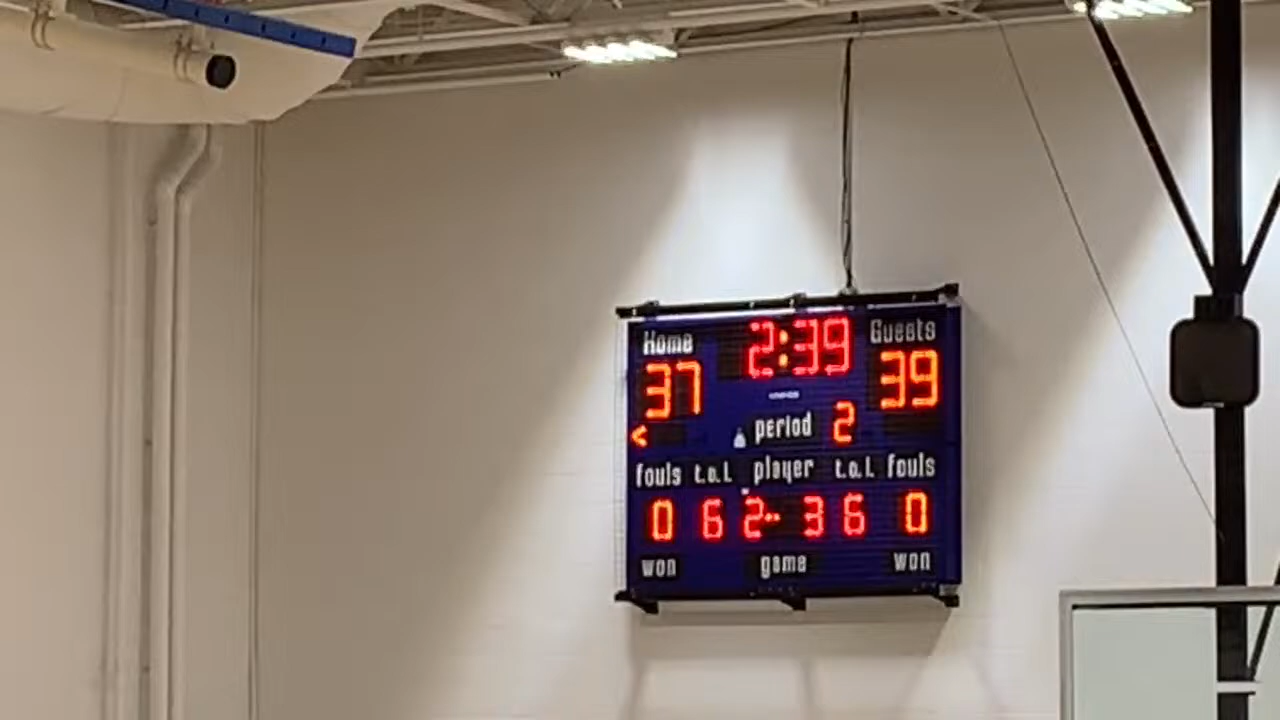 Home 2:39 Guests
37 39
< period 2
fouls t.o.l. player t.o.l. fouls
0 6 2 3 6 0
won game won